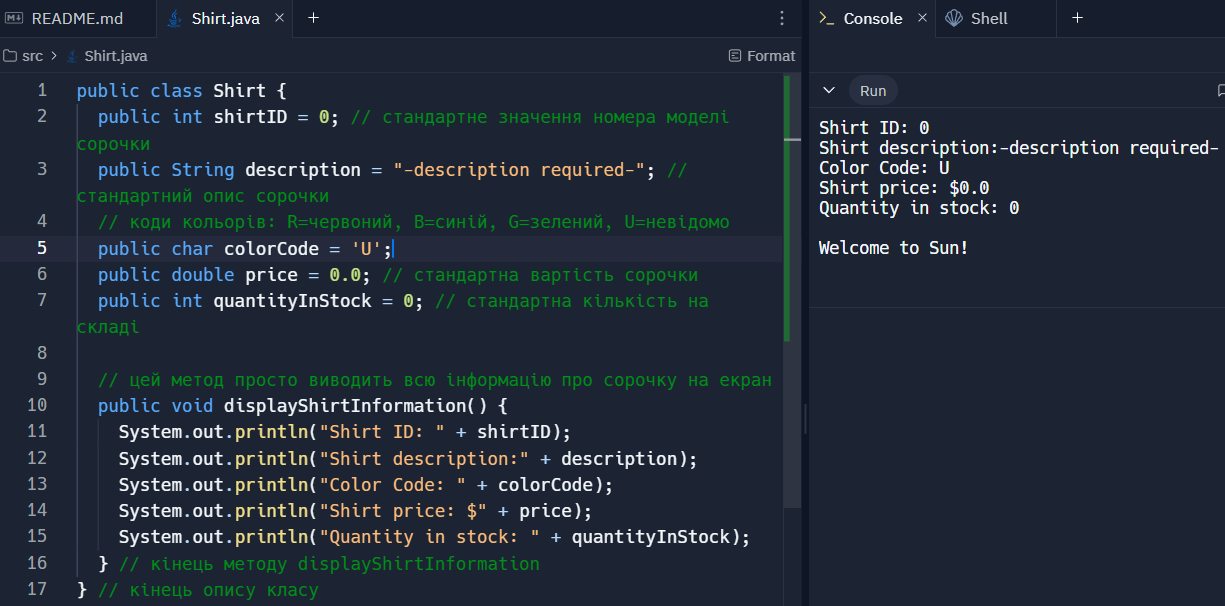 README.md Shirt.java × +
src > Shirt.java Format
1 public class Shirt {
2 public int shirtID = 0; // стандартне значення номера моделі
сорочки
3 public String description = "-description required-"; //
стандартний опис сорочки
4 // коди кольорів: R=червоний, B=синій, G=зелений, U=невідомо
5 public char colorCode = 'U';
6 public double price = 0.0; // стандартна вартість сорочки
7 public int quantityInStock = 0; // стандартна кількість на
складі
8
9 // цей метод просто виводить всю інформацію про сорочку на екран
10 public void displayShirtInformation() {
11 System.out.println("Shirt ID: " + shirtID);
12 System.out.println("Shirt description:" + description);
13 System.out.println("Color Code: " + colorCode);
14 System.out.println("Shirt price: $" + price);
15 System.out.println("Quantity in stock: " + quantityInStock);
16 } // кінець методу displayShirtInformation
17 } // кінець опису класу
Console × Shell +
Run
Shirt ID: 0
Shirt description:-description required-
Color Code: U
Shirt price: $0.0
Quantity in stock: 0
Welcome to Sun!